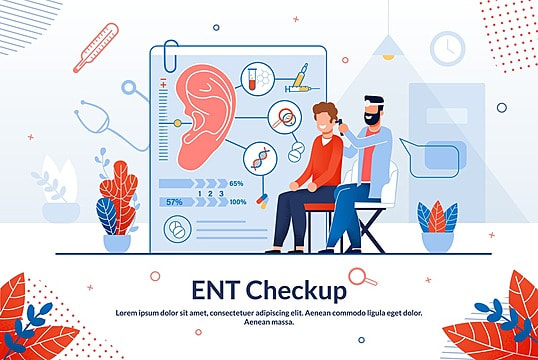 65%
1 2 3
57% 100%
ENT Checkup
Lorem ipsum dolor sit amet, consectetuer adipiscing elit. Aenean commodo ligula eget dolor.
Aenean massa.